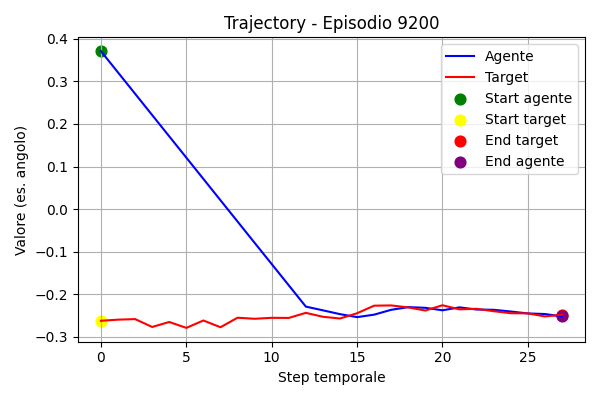 Trajectory - Episodio 9200
Valore (es. angolo)
0.4
0.3
0.2
0.1
0.0
−0.1
−0.2
−0.3
Agente
Target
Start agente
Start target
End target
End agente
0 5 10 15 20 25
Step temporale